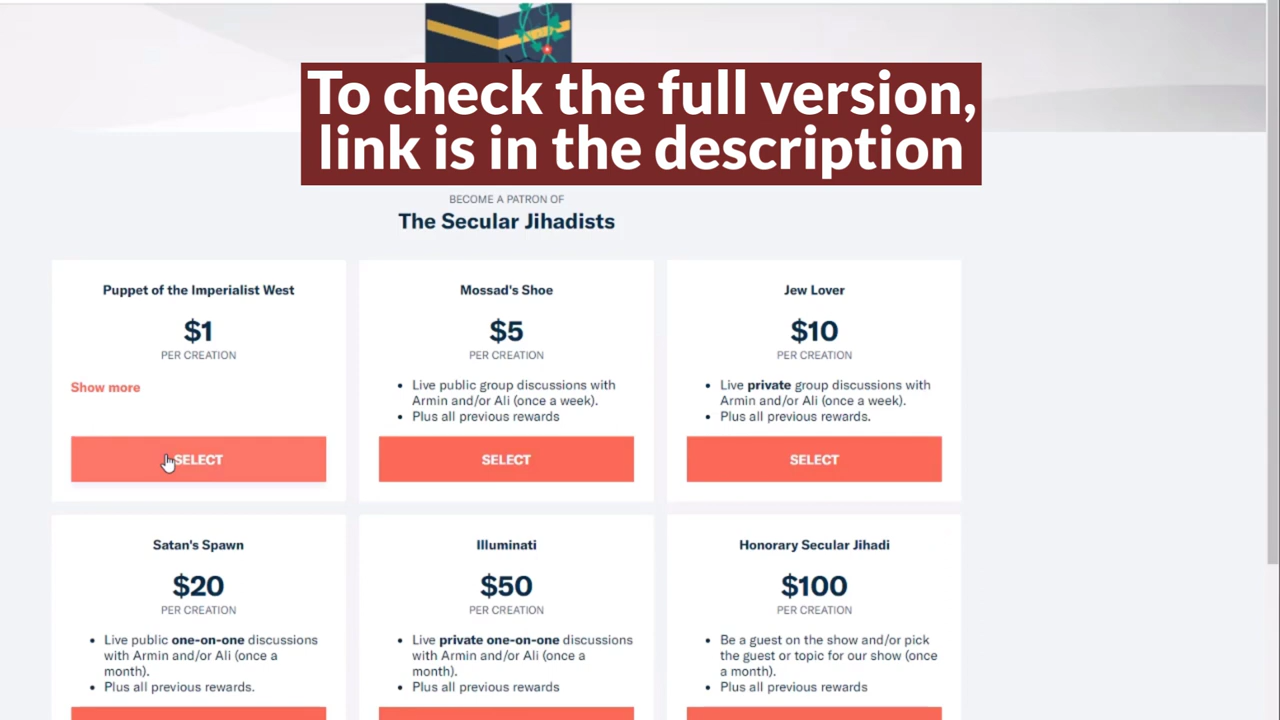 To check the full version,
link is in the description
BECOME A PATRON OF
The Secular Jihadists
Puppet of the Imperialist West
$1
PER CREATION
Show more
SELECT
Mossad's Shoe
$5
PER CREATION
• Live public group discussions with
Armin and/or Ali (once a week).
• Plus all previous rewards
SELECT
Jew Lover
$10
PER CREATION
• Live private group discussions with
Armin and/or Ali (once a week).
• Plus all previous rewards.
SELECT
Satan's Spawn
$20
PER CREATION
• Live public one-on-one discussions
with Armin and/or Ali (once a
month).
• Plus all previous rewards.
Illuminati
$50
PER CREATION
• Live private one-on-one discussions
with Armin and/or Ali (once a
month).
• Plus all previous rewards
Honorary Secular Jihadi
$100
PER CREATION
• Be a guest on the show and/or pick
the guest or topic for our show (once
a month).
• Plus all previous rewards